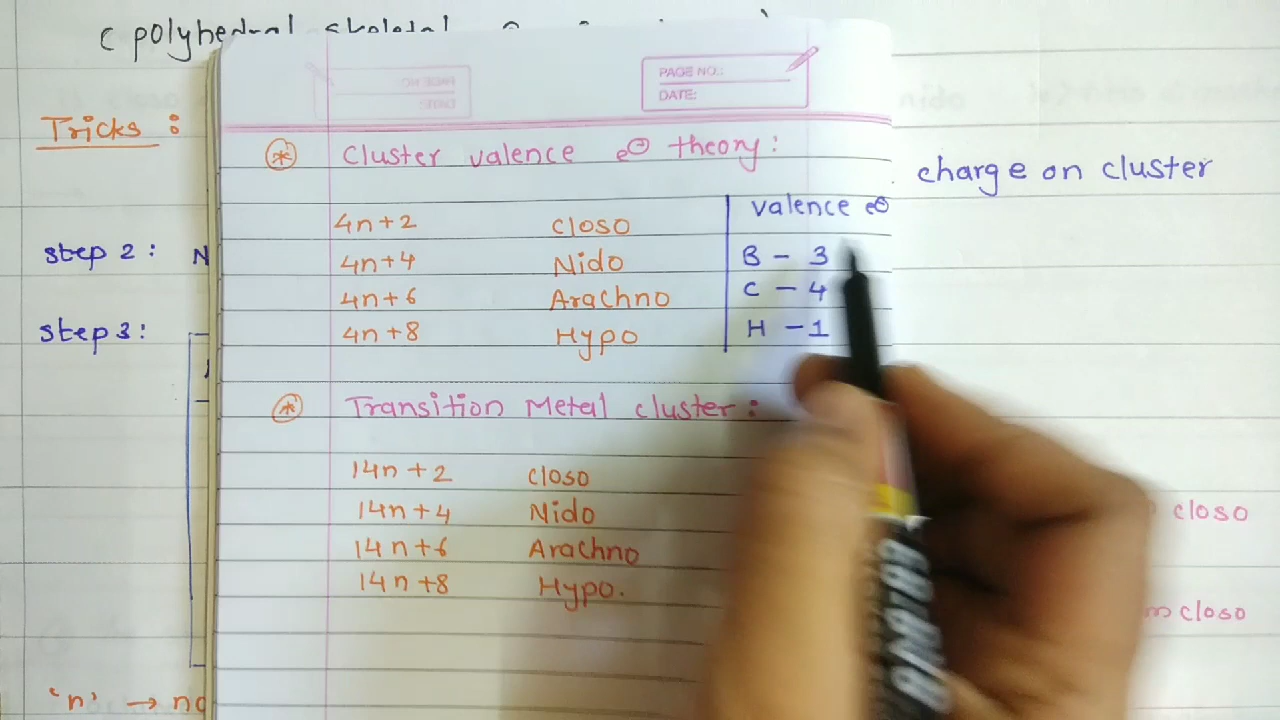 c polyhedral skeletal
PAGE NO.:
DATE:
Tricks :
* Cluster valence e⊖ theory:
charge on cluster
4n+2 closo
4n+4 Nido
4n+6 Arachno
4n+8 Hypo
valence e⊖
B - 3
C - 4
H - 1
step 2 : N
step 3 :
* Transition Metal cluster :
14n+2 closo
14n+4 Nido
14n+6 Arachno
14n+8 Hypo.
closo
closo
'n' →